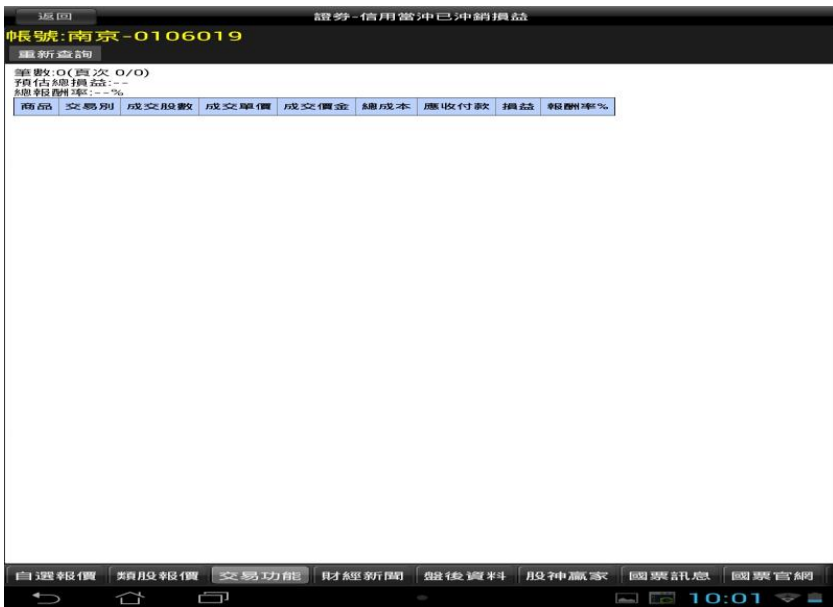 返回 證券-信用當沖已沖銷損益
帳號:南京-0106019
重新查詢
筆數:0(頁次 0/0)
預估總損益:--
總報酬率:--%
商品 交易別 成交股數 成交單價 成交價金 總成本 應收付款 損益 報酬率%
自選報價 類股報價 交易功能 財經新聞 盤後資料 股神贏家 國票訊息 國票官網
10:01